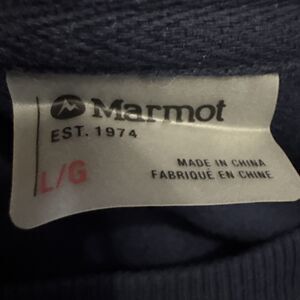 Marmot
EST. 1974
L/G
MADE IN CHINA
FABRIQUÉ EN CHINE